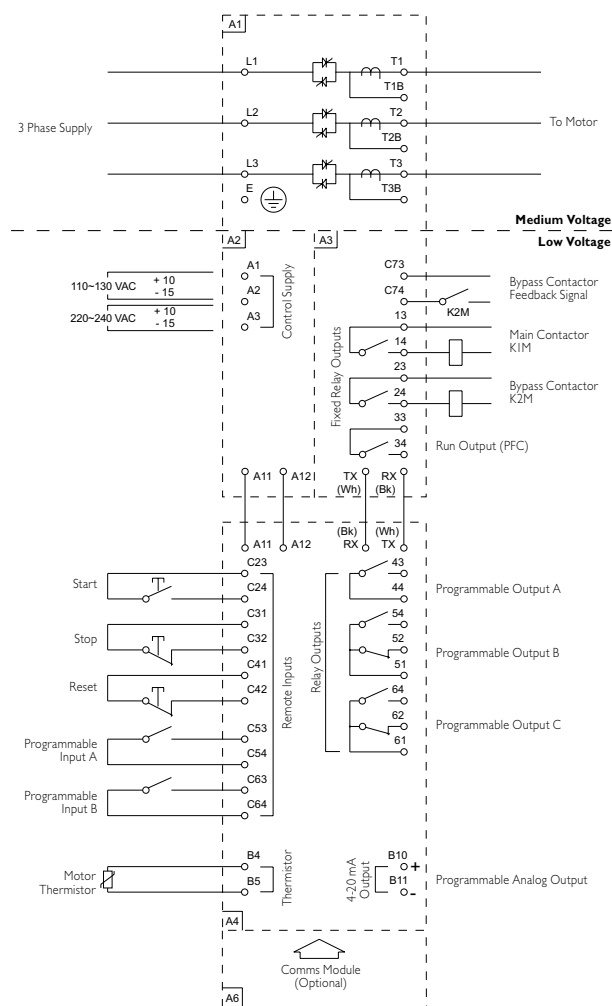 A1
L1
T1
T1B
3 Phase Supply
L2
T2
T2B
To Motor
L3
T3
T3B
E
Medium Voltage
Low Voltage
A2
A3
110~130 VAC
+ 10
- 15
220~240 VAC
+ 10
- 15
A1
A2
A3
Control Supply
Fixed Relay Outputs
C73
C74
K2M
Bypass Contactor
Feedback Signal
13
14
Main Contactor
K1M
23
24
Bypass Contactor
K2M
33
34
Run Output (PFC)
A11
A12
TX
(Wh)
RX
(Bk)
A11
A12
(Bk)
RX
(Wh)
TX
Start
C23
C24
Stop
C31
C32
Reset
C41
C42
Programmable
Input A
C53
C54
Programmable
Input B
C63
C64
Remote Inputs
Relay Outputs
43
44
Programmable Output A
54
52
51
Programmable Output B
64
62
61
Programmable Output C
Motor
Thermistor
B4
B5
Thermistor
4-20 mA
Output
B10
+
B11
-
Programmable Analog Output
A4
Comms Module
(Optional)
A6